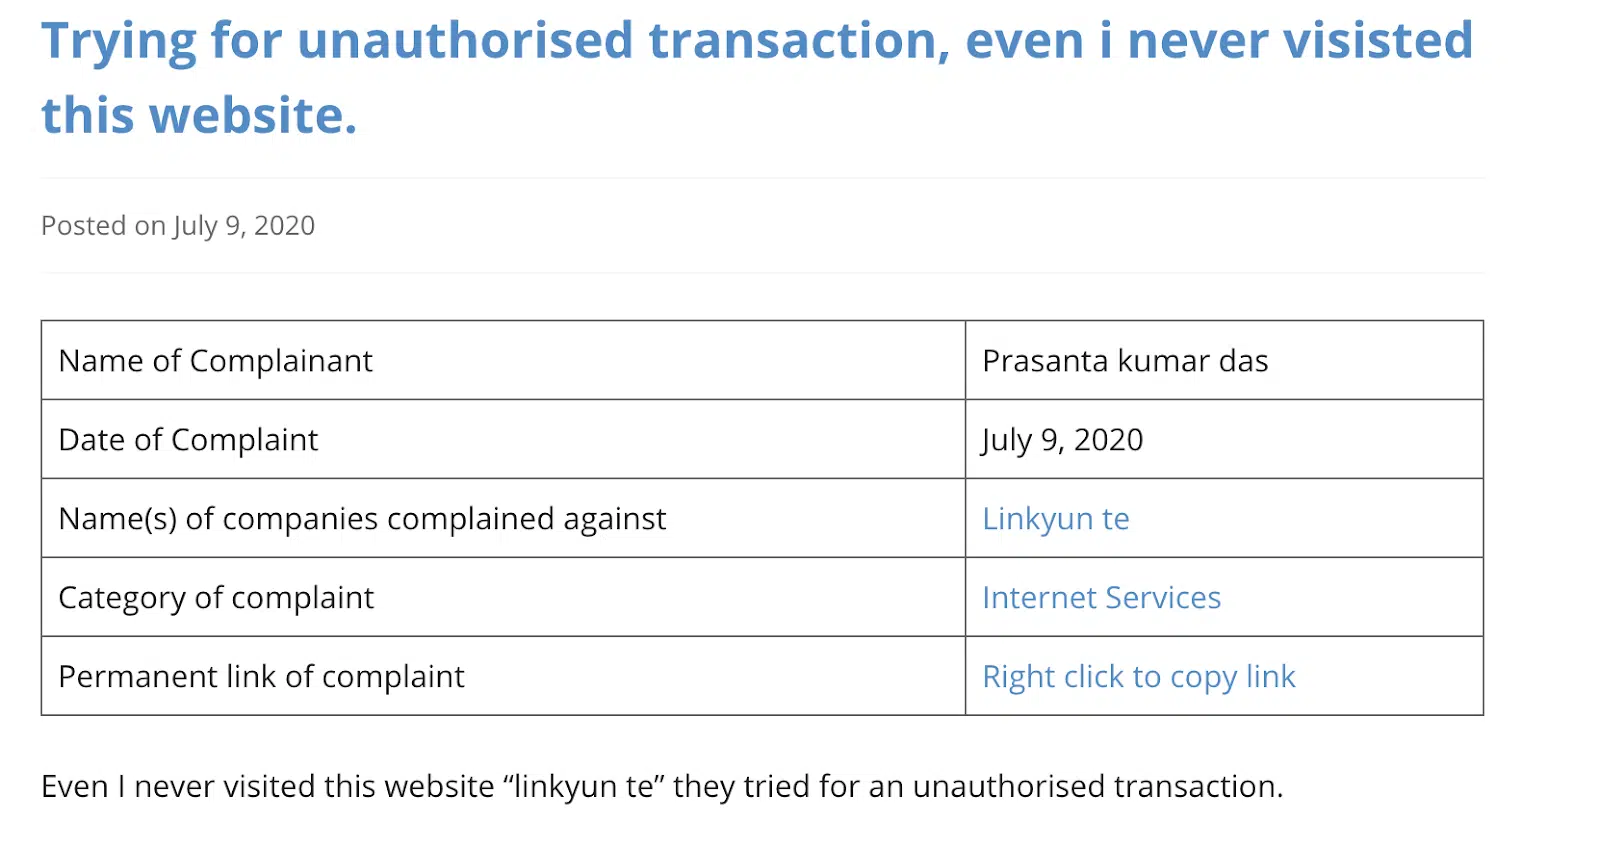 Trying for unauthorised transaction, even i never visisted
this website.
Posted on July 9, 2020
Name of Complainant Prasanta kumar das
Date of Complaint July 9, 2020
Name(s) of companies complained against Linkyun te
Category of complaint Internet Services
Permanent link of complaint Right click to copy link
Even I never visited this website “linkyun te” they tried for an unauthorised transaction.